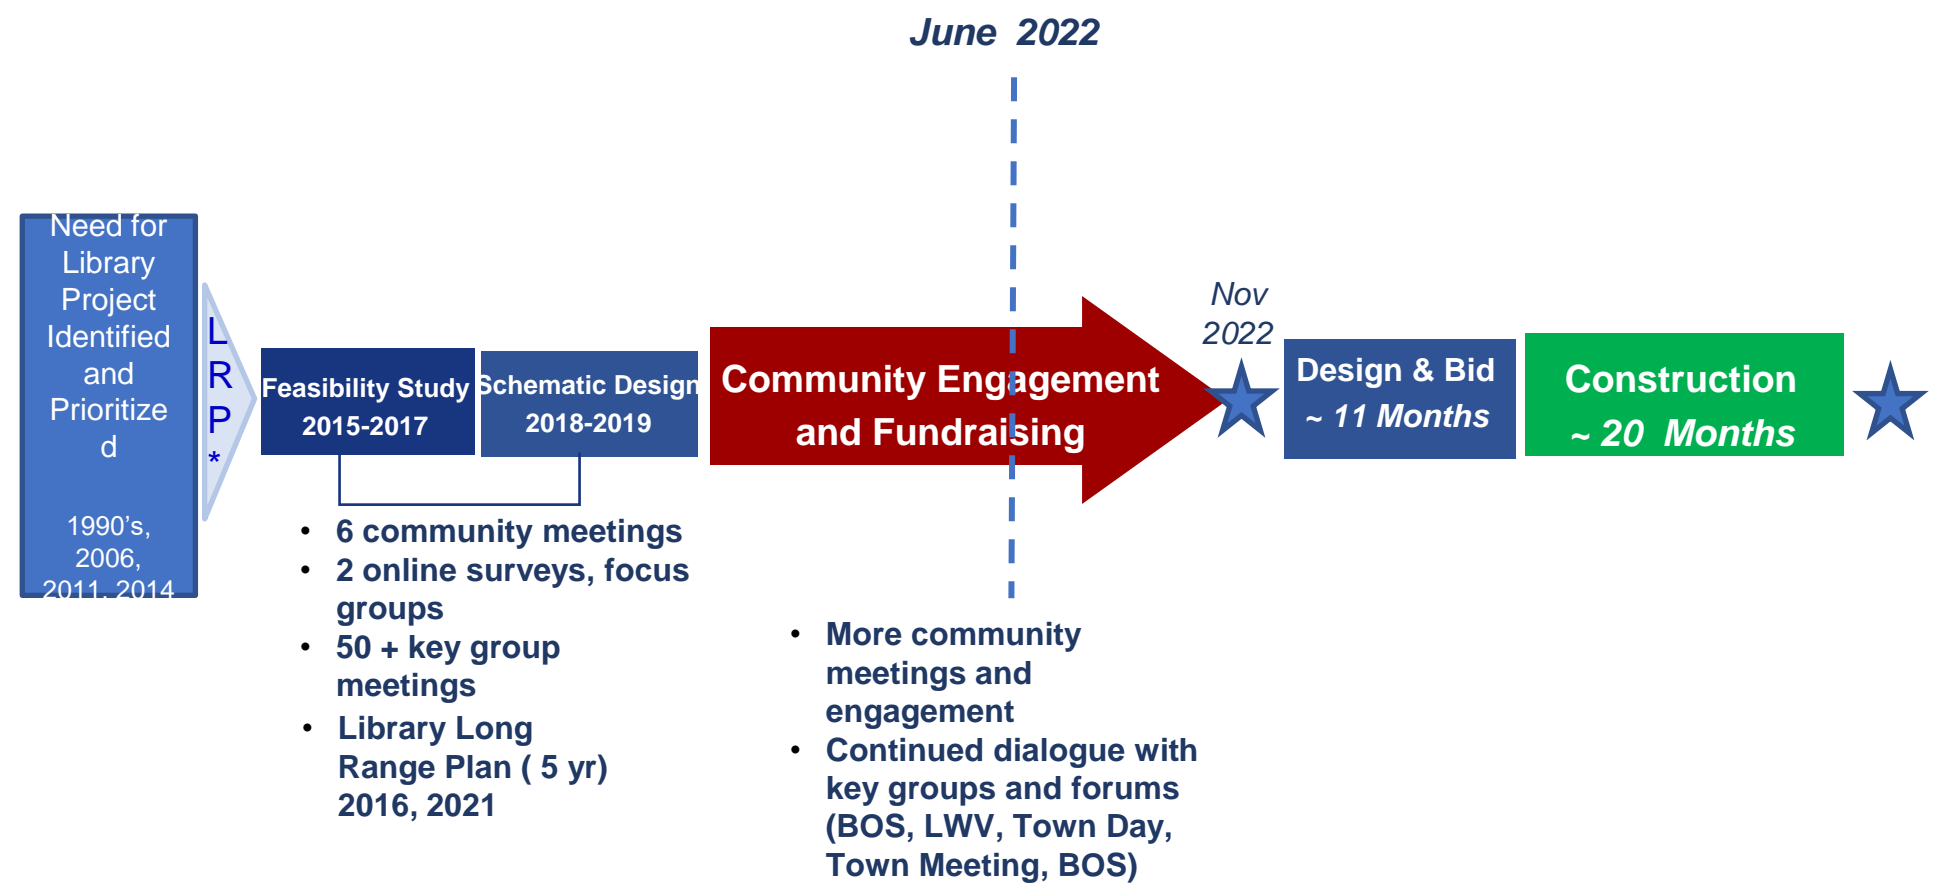 June 2022
Need for
Library
Project
Identified
and
Prioritize
d
1990's,
2006,
2011, 2014
L
R
P
*
Feasibility Study
2015-2017
Schematic Design
2018-2019
Community Engagement
and Fundraising
Nov
2022
Design & Bid
~ 11 Months
Construction
~ 20 Months
• 6 community meetings
• 2 online surveys, focus
groups
• 50 + key group
meetings
• Library Long
Range Plan ( 5 yr)
2016, 2021
• More community
meetings and
engagement
• Continued dialogue with
key groups and forums
(BOS, LWV, Town Day,
Town Meeting, BOS)